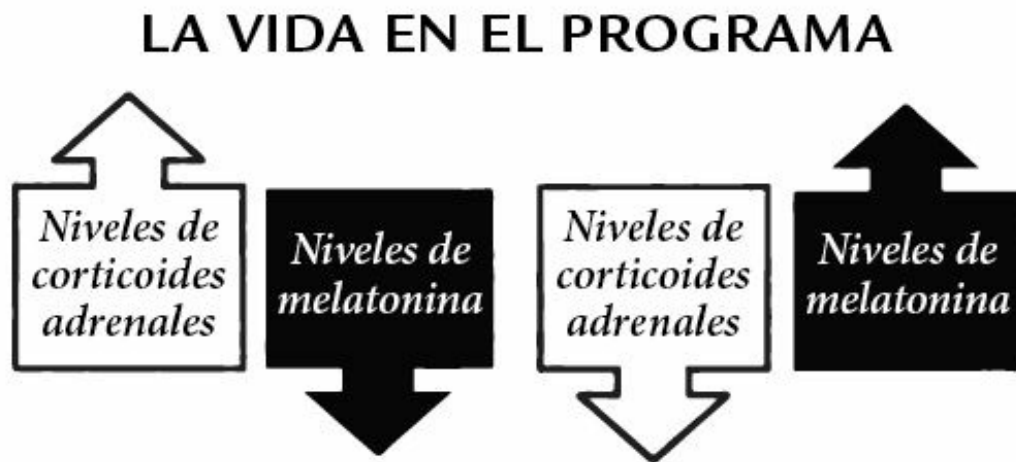 LA VIDA EN EL PROGRAMA
Niveles de
corticoides
adrenales
Niveles de
melatonina
Niveles de
corticoides
adrenales
Niveles de
melatonina